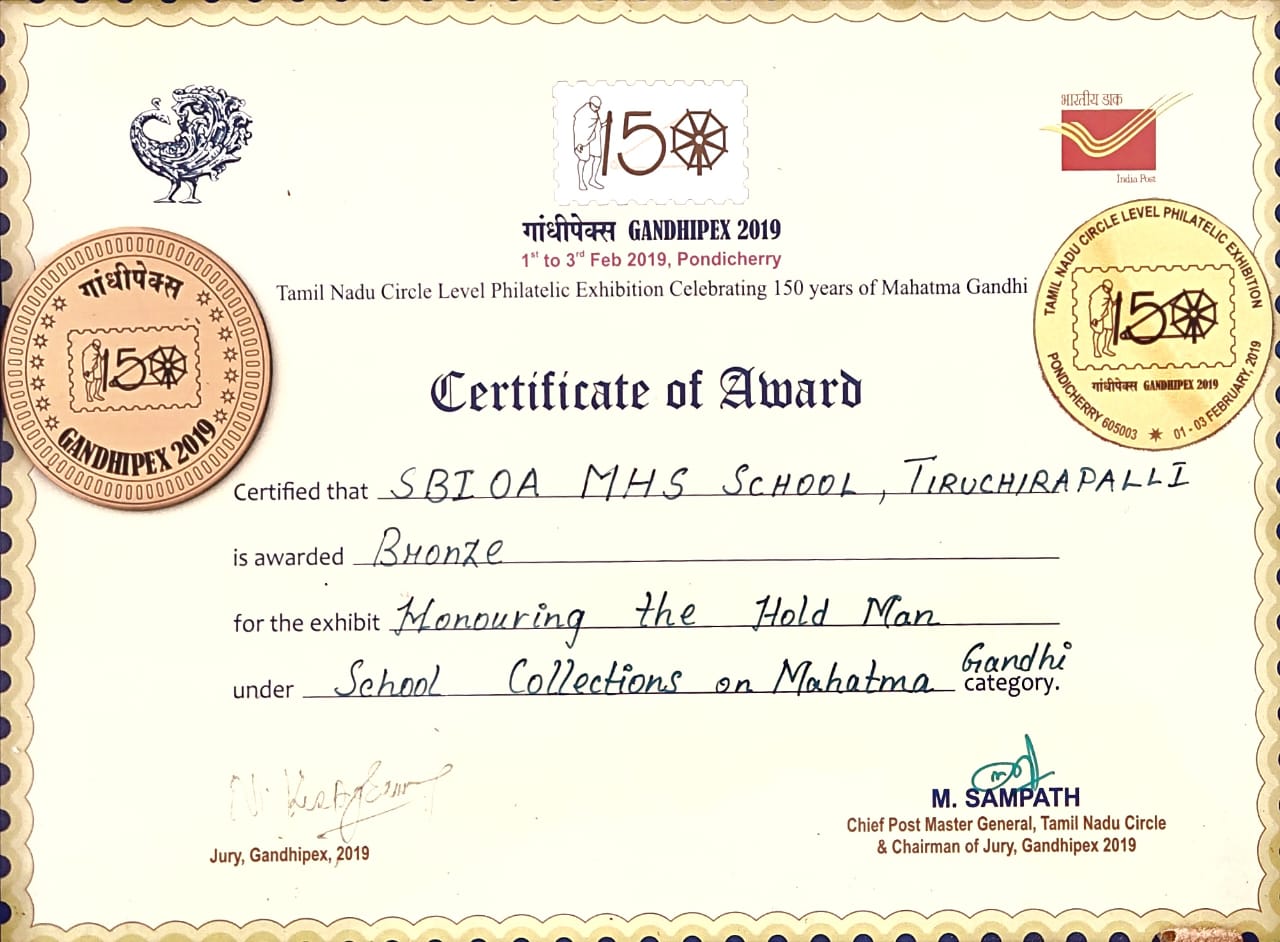 150
भारतीय डाक
India Post
गांधीपेक्स GANDHIPEX 2019
1st to 3rd Feb 2019, Pondicherry
Tamil Nadu Circle Level Philatelic Exhibition Celebrating 150 years of Mahatma Gandhi
गांधीपेक्स
150
GANDHIPEX 2019
TAMIL NADU CIRCLE LEVEL PHILATELIC EXHIBITION
150
गांधीपेक्स GANDHIPEX 2019
PONDICHERRY 605003 ✶ 01 - 03 FEBRUARY, 2019
Certificate of Award
Certified that SBIOA MHS SCHOOL, TIRUCHIRAPALLI
is awarded Bronze
for the exhibit Honouring the Hold Man
under School Collections on Mahatma Gandhi category.
M. SAMPATH
Chief Post Master General, Tamil Nadu Circle
& Chairman of Jury, Gandhipex 2019
Jury, Gandhipex, 2019